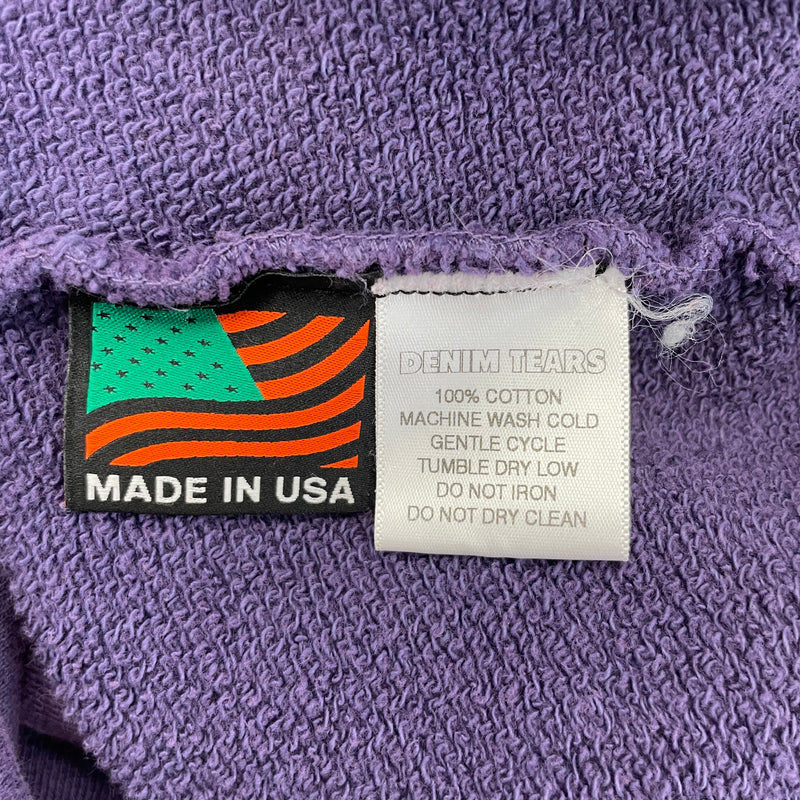 MADE IN USA
DENIM TEARS
100% COTTON
MACHINE WASH COLD
GENTLE CYCLE
TUMBLE DRY LOW
DO NOT IRON
DO NOT DRY CLEAN